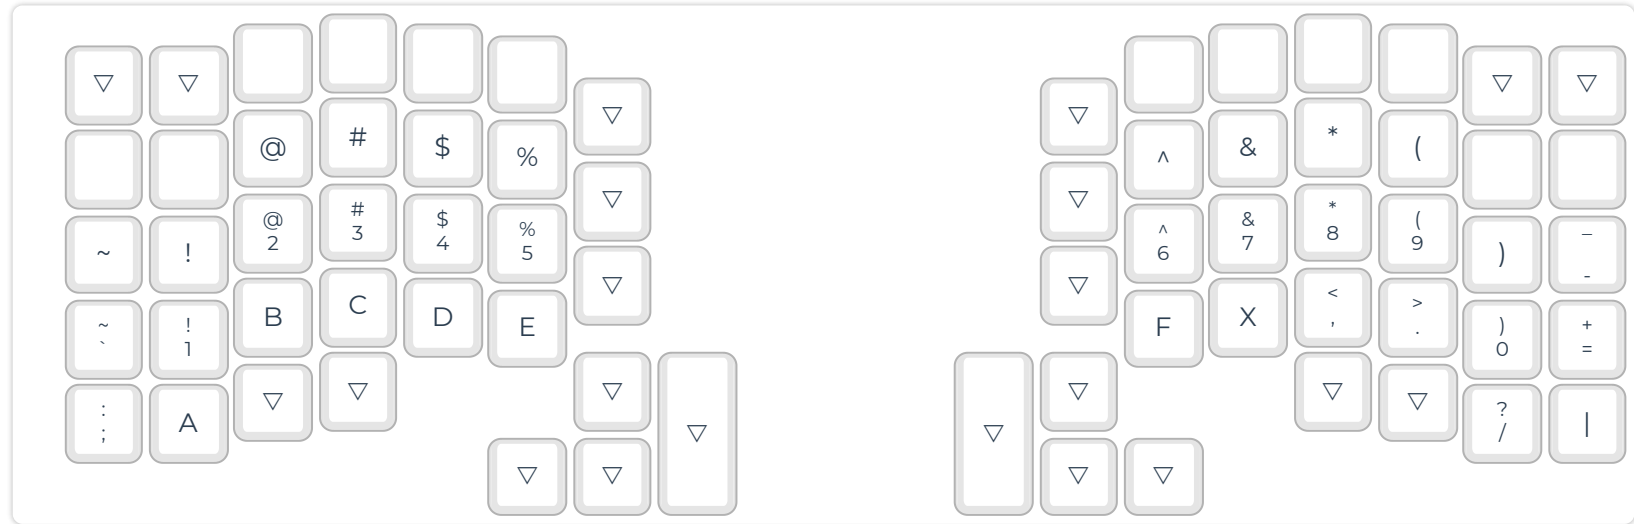 ▽ ▽ ▽ ▽
▽ ▽
@ # $ % ^ & * (
▽ ▽
~ ! @ # $ % ^ & * ( ) _
2 3 4 5 6 7 8 9 -
▽ ▽
~ ! B C D E F X < > ) +
` 1 , . 0 =
: A ▽ ▽ ▽ ▽ ▽ ▽ ? |
; /
▽ ▽
▽ ▽ ▽ ▽